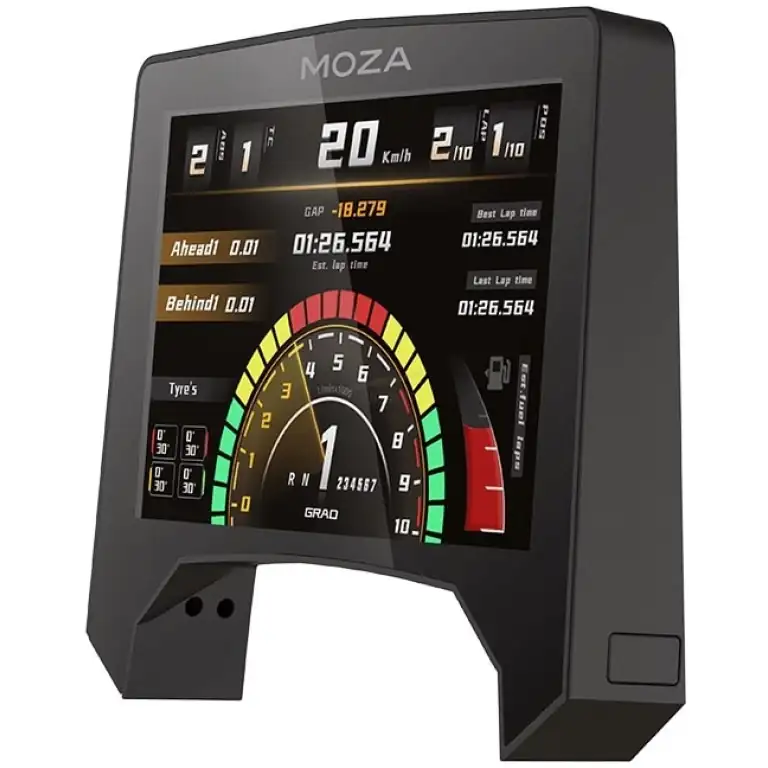 MOZA
2 ABS 1 TC 20 Km/h 2/10 LAP 1/10 POS
GAP -18.279
01:26.564
Est. lap time
Best Lap time
01:26.564
Last Lap time
01:26.564
Ahead1 0.01
Behind1 0.01
Tyre's
0° 0°
30° 30°
0° 0°
30° 30°
0 1 2 3 4 5 6 7 8 9 10
R N 1 234567
GRAD
Est.fuel laps